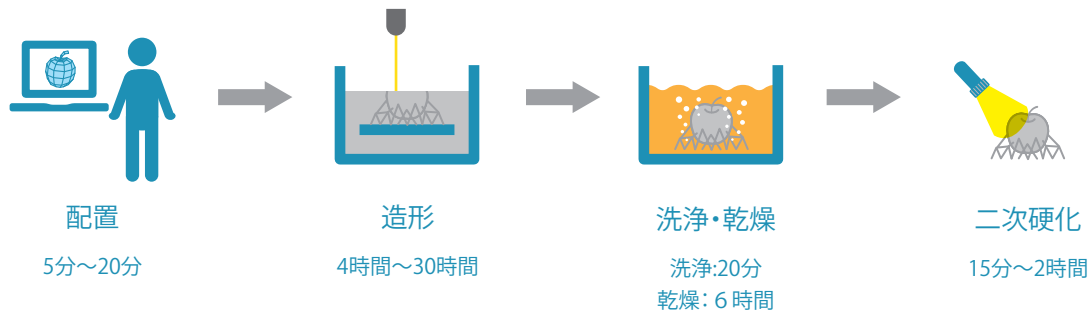 配置
5分〜20分
造形
4時間〜30時間
洗浄・乾燥
洗浄:20分
乾燥：６時間
二次硬化
15分〜2時間